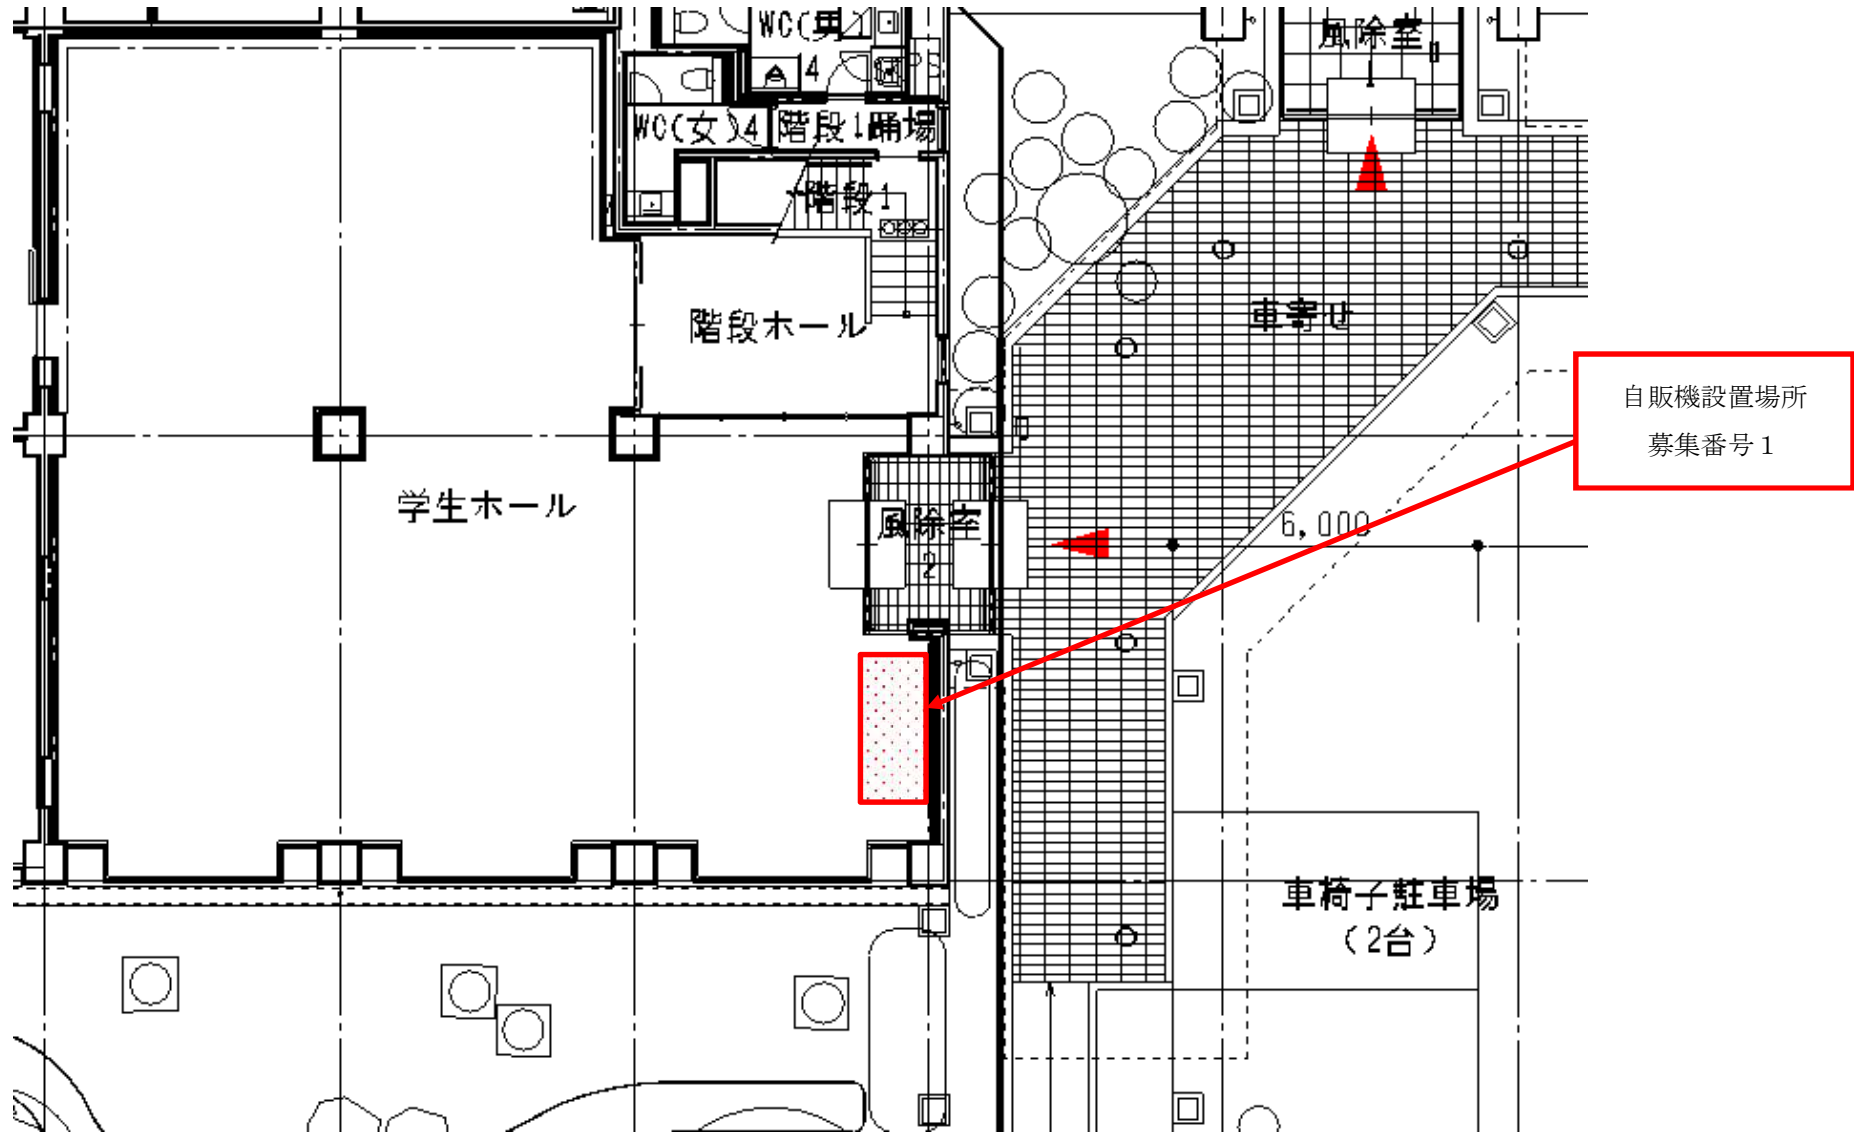 WC(男)
4
風除室
1
WC(女)4
階段1踊場
階段1
階段ホール
車寄せ
自販機設置場所
募集番号1
学生ホール
風除室
2
6,000
車椅子駐車場
(2台)